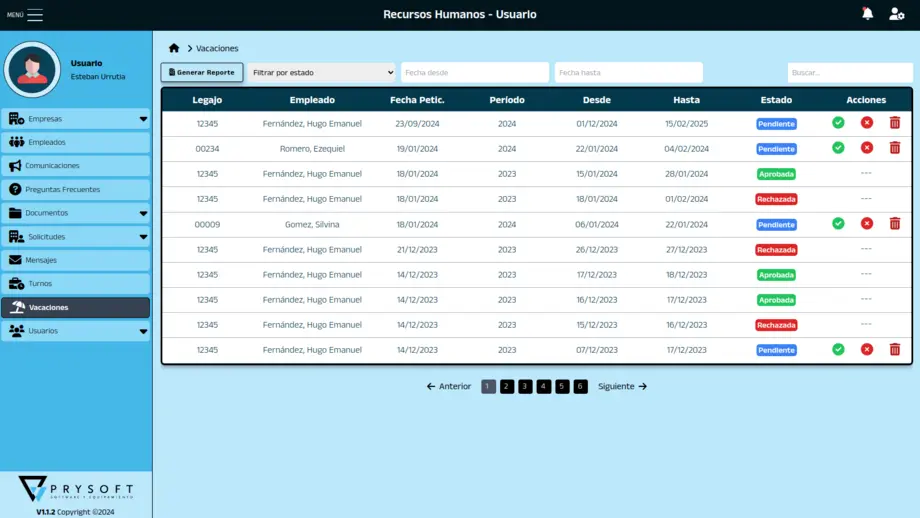 MENÚ
Recursos Humanos - Usuario
Usuario
Esteban Urrutia
Empresas
Empleados
Comunicaciones
Preguntas Frecuentes
Documentos
Solicitudes
Mensajes
Turnos
Vacaciones
Usuarios
PRYSOFT
SOFTWARE Y EQUIPAMIENTO
V1.1.2 Copyright ©2024
Vacaciones
Generar Reporte Filtrar por estado Fecha desde Fecha hasta Buscar...
Legajo Empleado Fecha Petic. Período Desde Hasta Estado Acciones
12345 Fernández, Hugo Emanuel 23/09/2024 2024 01/12/2024 15/02/2025 Pendiente
00234 Romero, Ezequiel 19/01/2024 2024 22/01/2024 04/02/2024 Pendiente
12345 Fernández, Hugo Emanuel 18/01/2024 2024 15/01/2024 28/01/2024 Aprobada ---
12345 Fernández, Hugo Emanuel 18/01/2024 2024 18/01/2024 01/02/2024 Rechazada ---
00009 Gomez, Silvina 18/01/2024 2024 06/01/2024 22/01/2024 Pendiente
12345 Fernández, Hugo Emanuel 21/12/2023 2023 26/12/2023 27/12/2023 Rechazada ---
12345 Fernández, Hugo Emanuel 14/12/2023 2023 17/12/2023 18/12/2023 Aprobada ---
12345 Fernández, Hugo Emanuel 14/12/2023 2023 16/12/2023 17/12/2023 Aprobada ---
12345 Fernández, Hugo Emanuel 14/12/2023 2023 15/12/2023 16/12/2023 Rechazada ---
12345 Fernández, Hugo Emanuel 14/12/2023 2023 07/12/2023 17/12/2023 Pendiente
Anterior 1 2 3 4 5 6 Siguiente